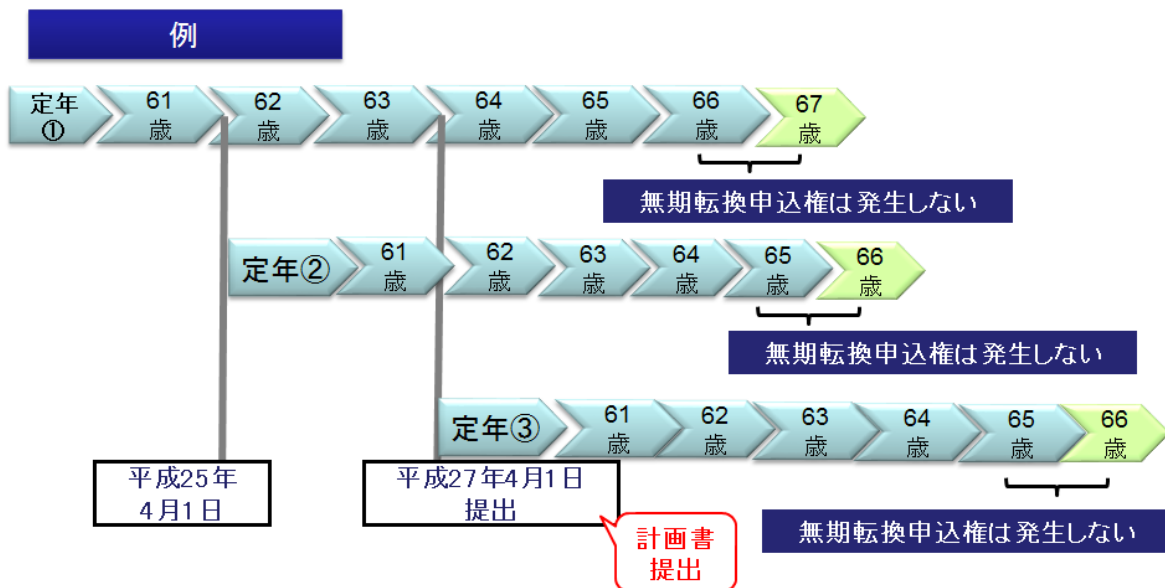 例
定年
①
61
歳
62
歳
63
歳
64
歳
65
歳
66
歳
67
歳
無期転換申込権は発生しない
定年②
61
歳
62
歳
63
歳
64
歳
65
歳
66
歳
無期転換申込権は発生しない
定年③
61
歳
62
歳
63
歳
64
歳
65
歳
66
歳
平成25年
4月1日
平成27年4月1日
提出
計画書
提出
無期転換申込権は発生しない